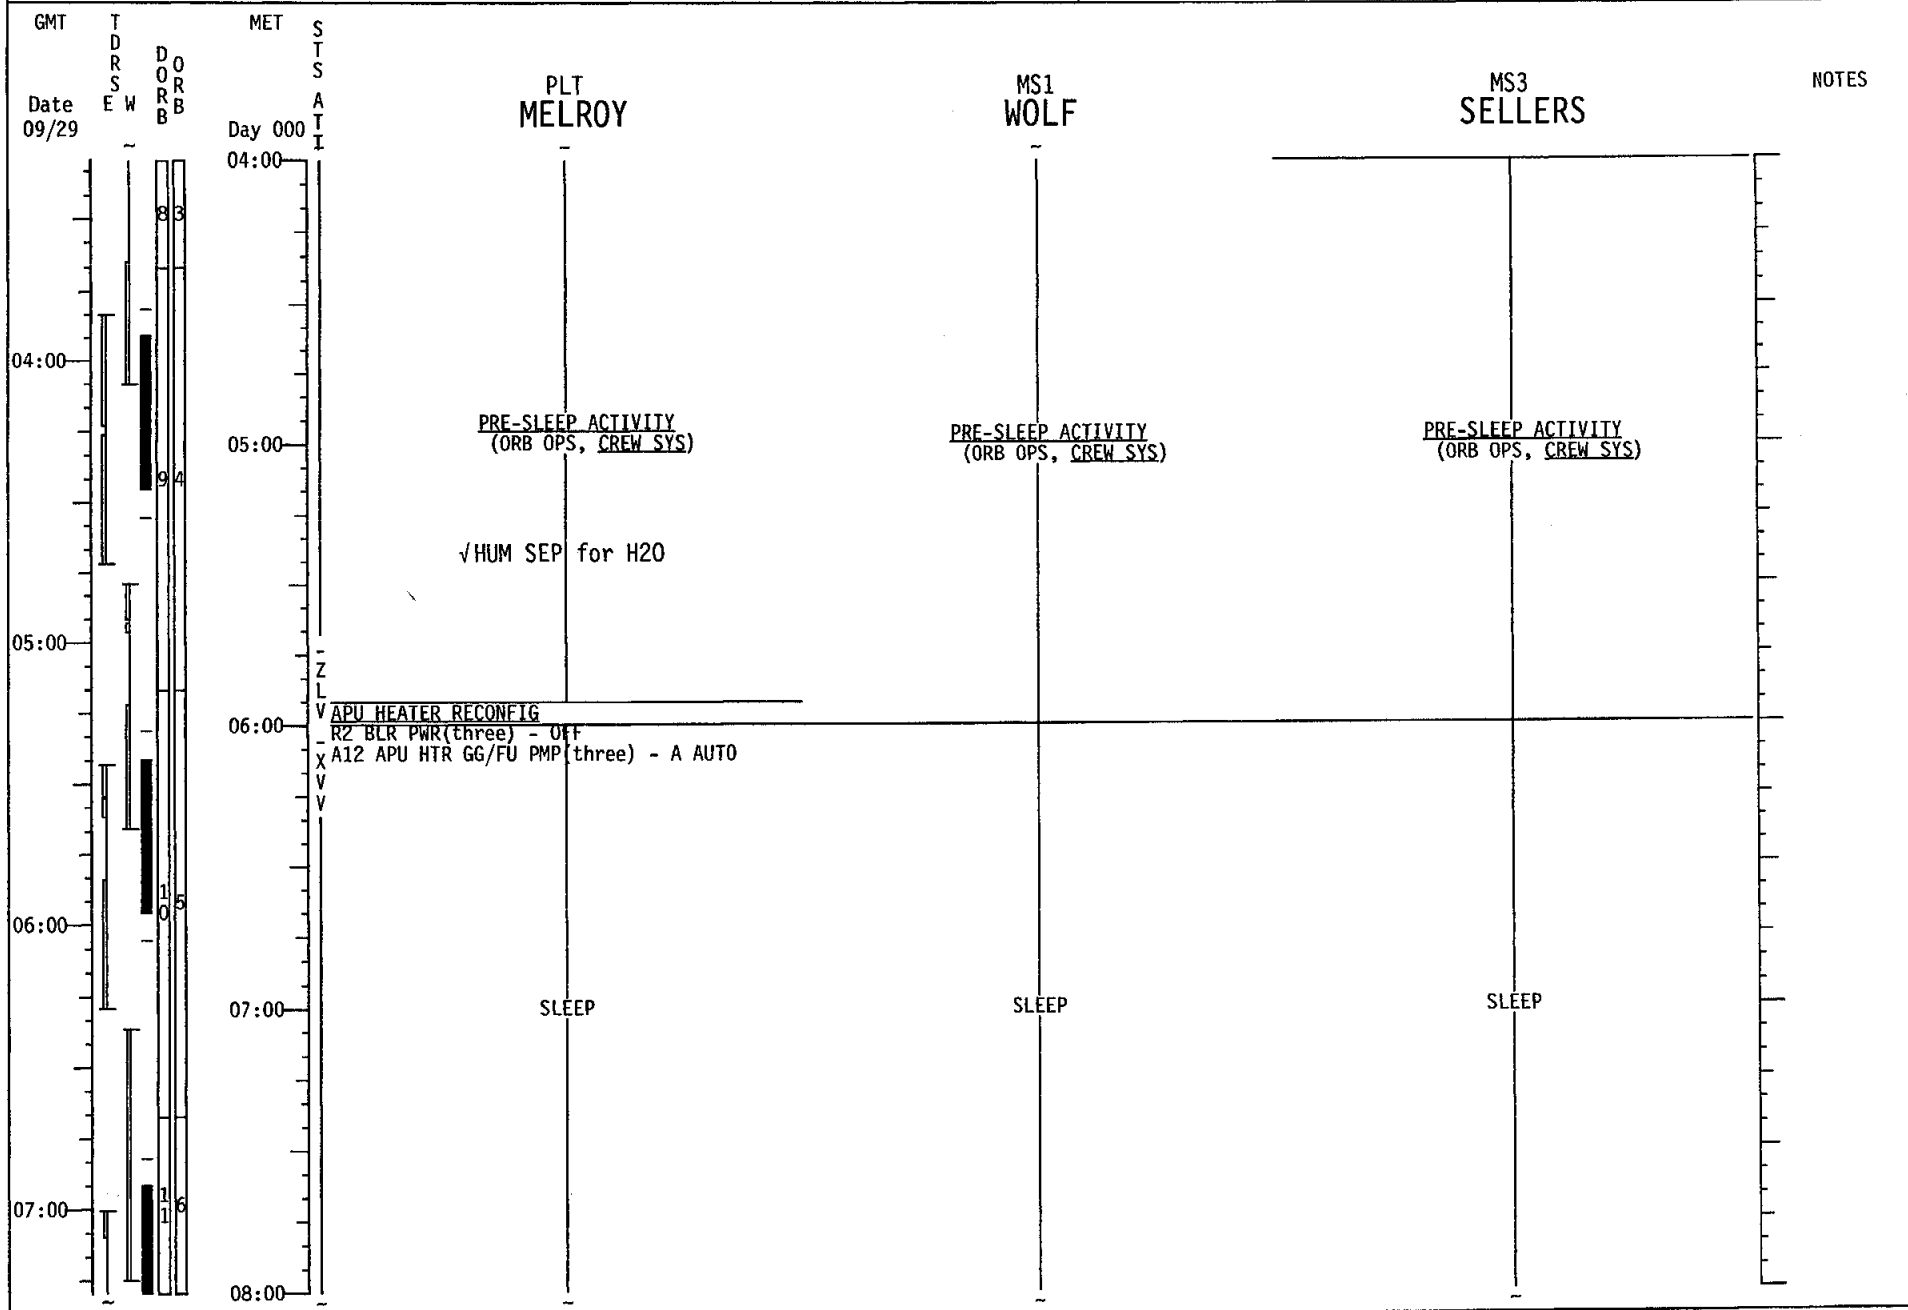 GMT
TDRS
E W
DORB
ORB
MET
STS ATT
PLT
MELROY
MS1
WOLF
MS3
SELLERS
NOTES
Date
09/29
Day 000
~
04:00
8 3
04:00
PRE-SLEEP ACTIVITY
(ORB OPS, CREW SYS)
PRE-SLEEP ACTIVITY
(ORB OPS, CREW SYS)
PRE-SLEEP ACTIVITY
(ORB OPS, CREW SYS)
05:00
9 4
√HUM SEP for H2O
05:00
-ZLV
APU HEATER RECONFIG
06:00
R2 BLR PWR(three) - Off
-XVV
A12 APU HTR GG/FU PMP(three) - A AUTO
10 5
06:00
07:00
SLEEP
SLEEP
SLEEP
11 6
07:00
08:00